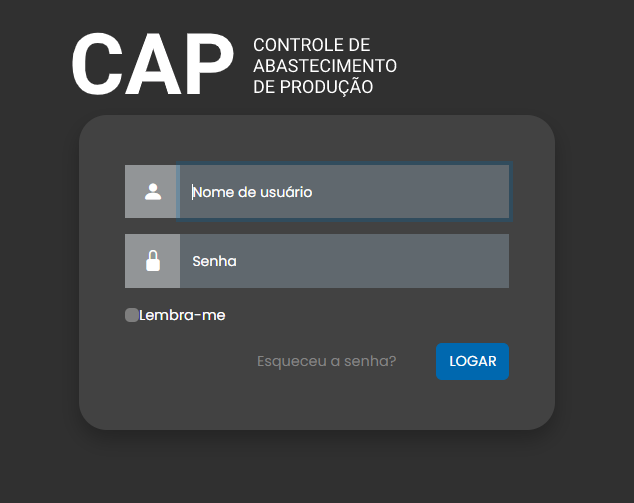 CAP
CONTROLE DE
ABASTECIMENTO
DE PRODUÇÃO
Nome de usuário
Senha
Lembra-me
Esqueceu a senha?
LOGAR